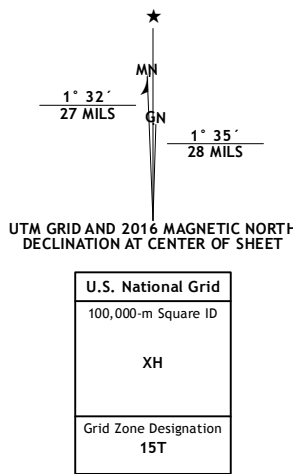 ★
MN
1° 32´
27 MILS
GN
1° 35´
28 MILS
UTM GRID AND 2016 MAGNETIC NORTH
DECLINATION AT CENTER OF SHEET
U.S. National Grid
100,000-m Square ID
XH
Grid Zone Designation
15T